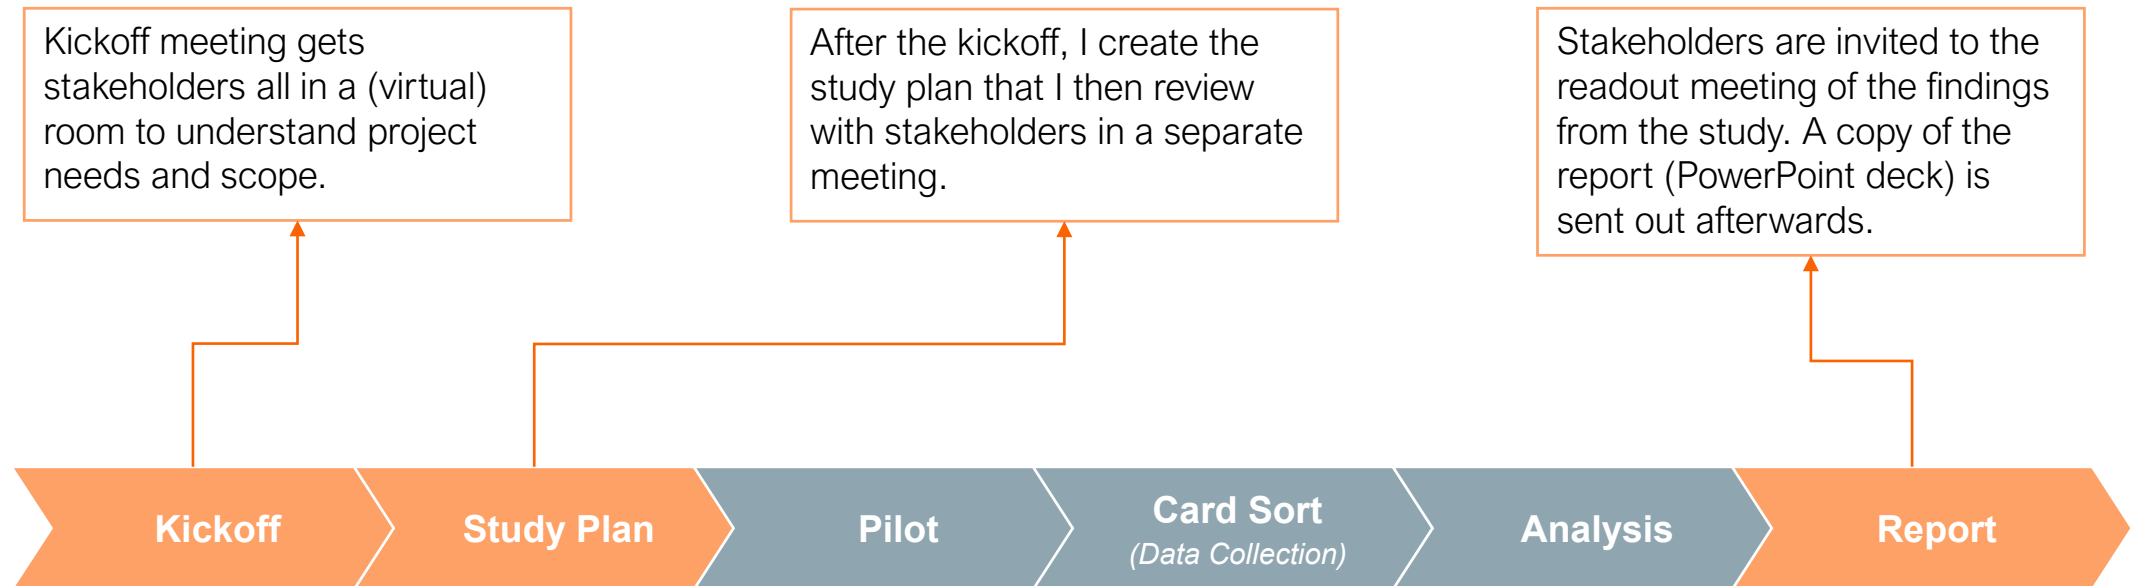 Kickoff meeting gets
stakeholders all in a (virtual)
room to understand project
needs and scope.
After the kickoff, I create the
study plan that I then review
with stakeholders in a separate
meeting.
Stakeholders are invited to the
readout meeting of the findings
from the study. A copy of the
report (PowerPoint deck) is
sent out afterwards.
Kickoff
Study Plan
Pilot
Card Sort
(Data Collection)
Analysis
Report